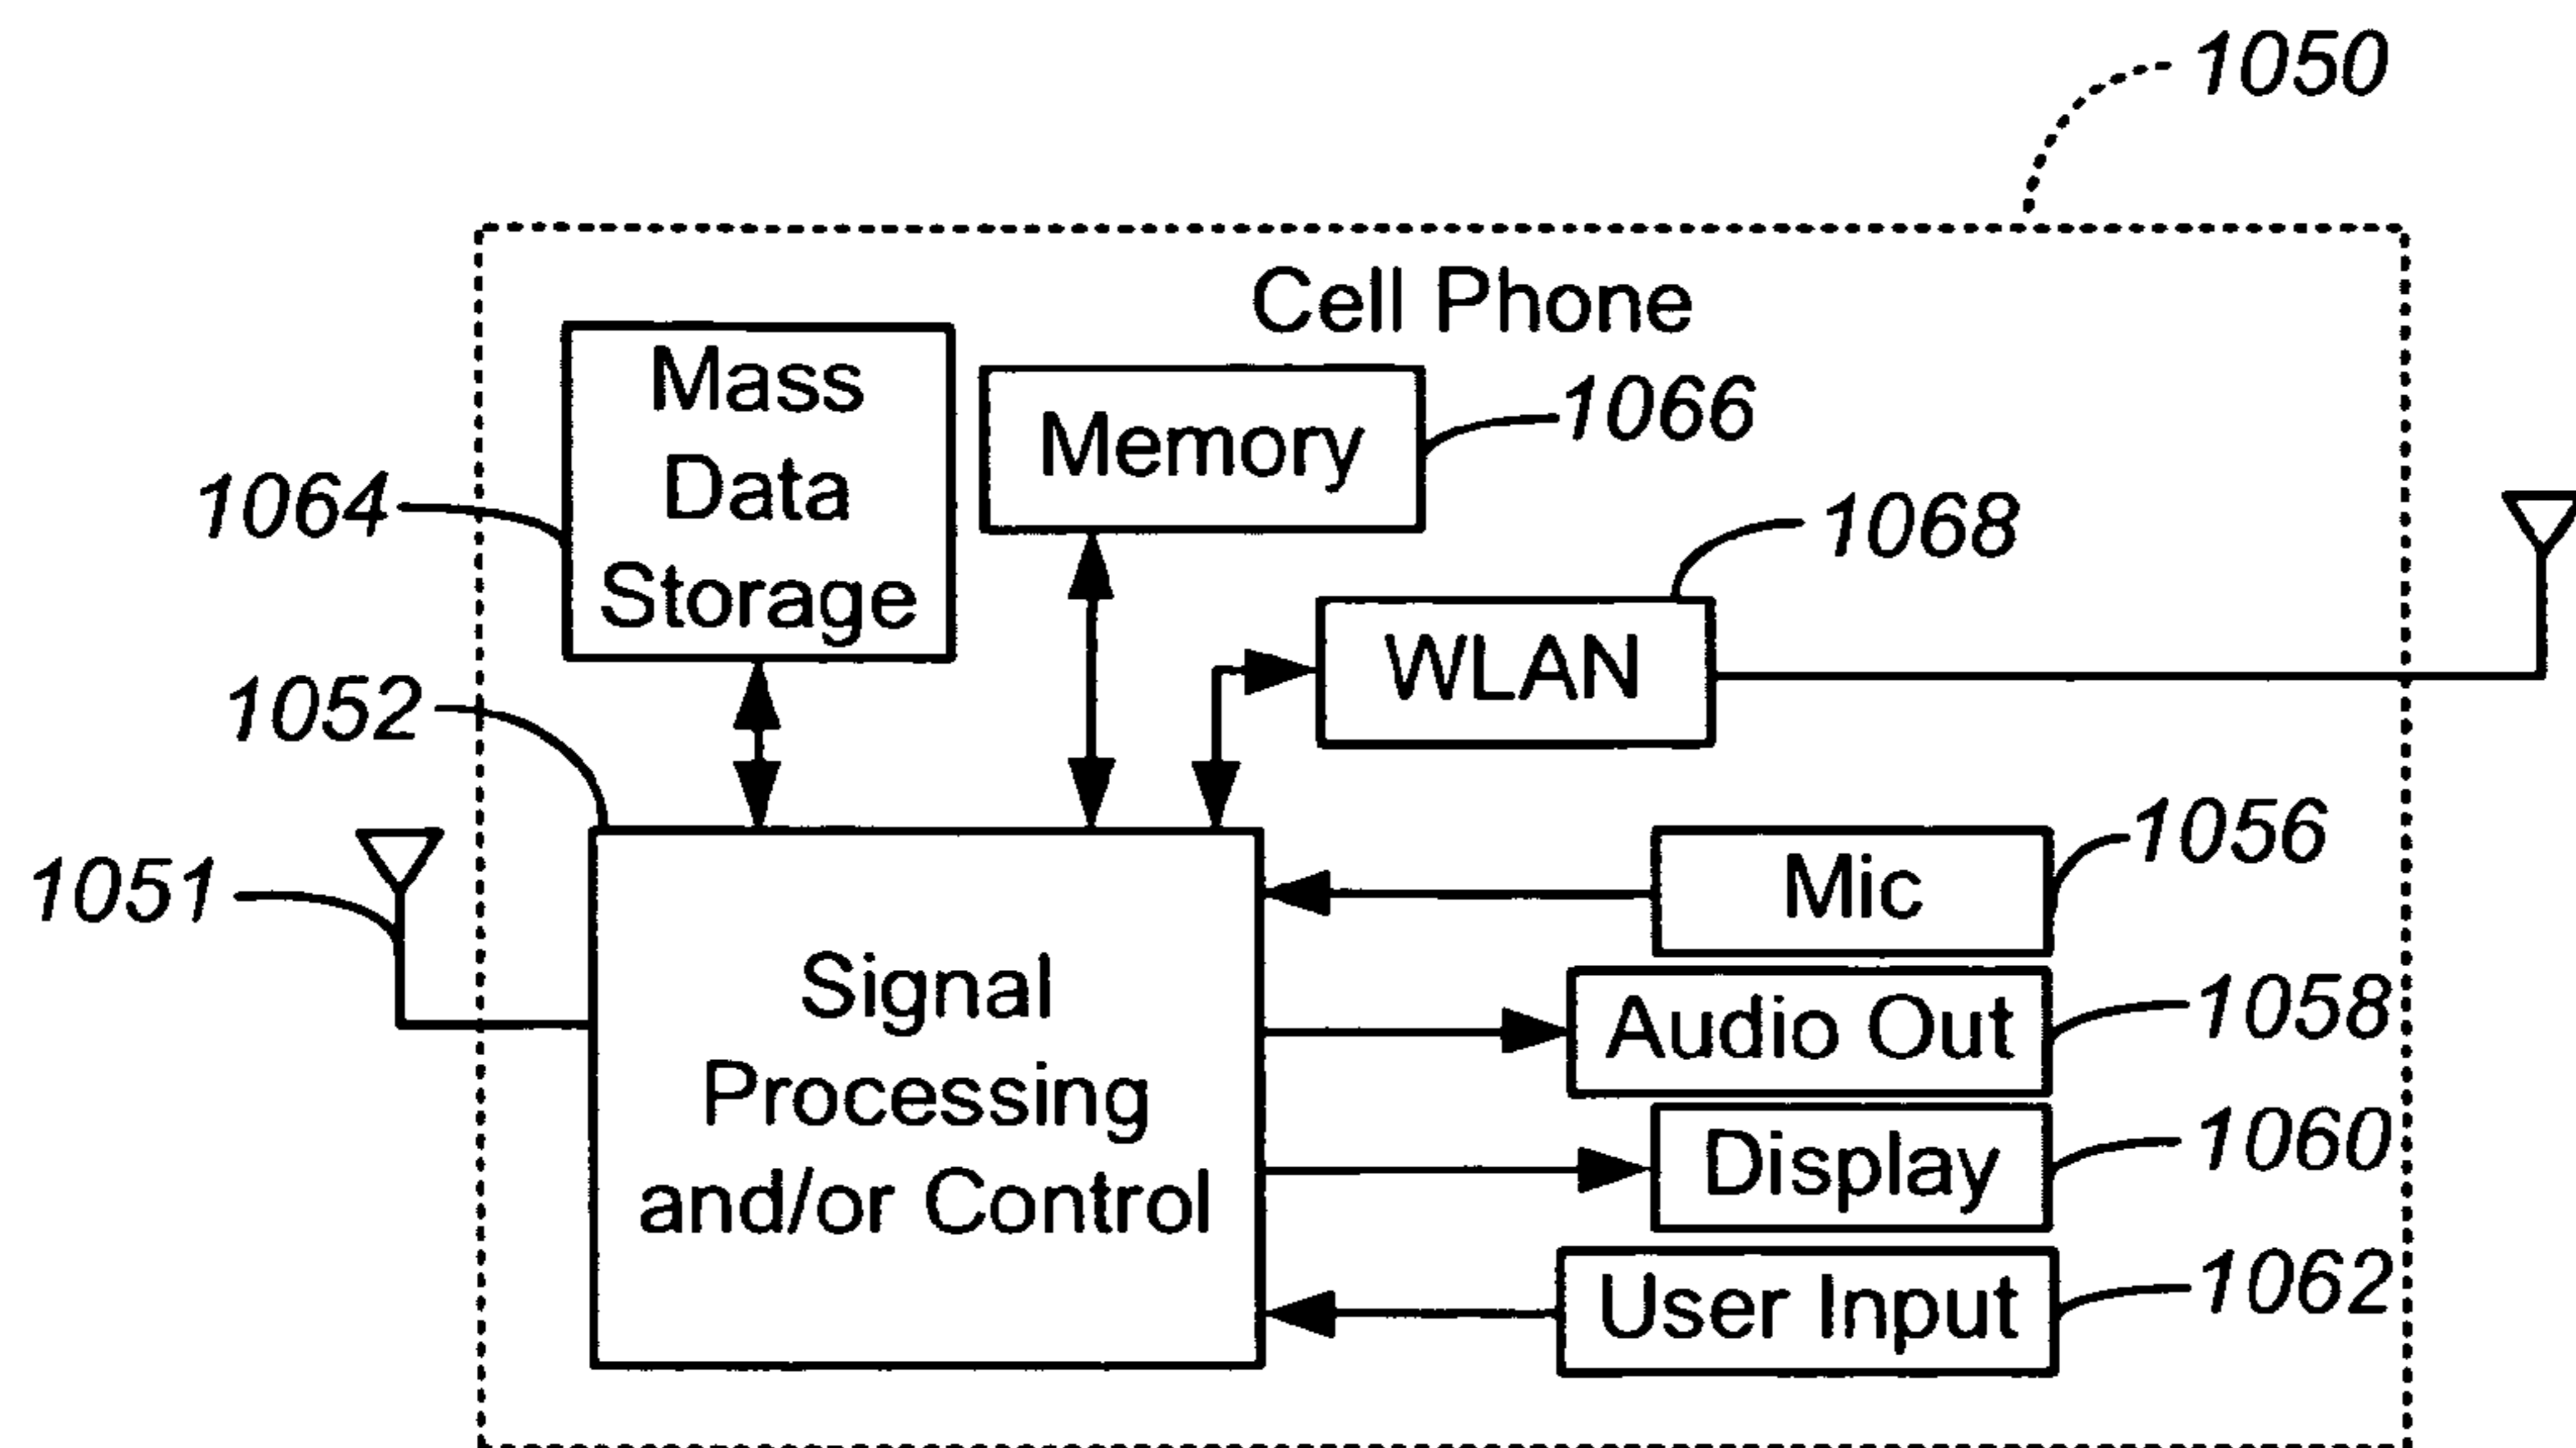 1050
Cell Phone
Mass
Data
Storage
Memory
1066
1064
1068
WLAN
1052
1051
Signal
Processing
and/or Control
Mic
1056
Audio Out
1058
Display
1060
User Input
1062